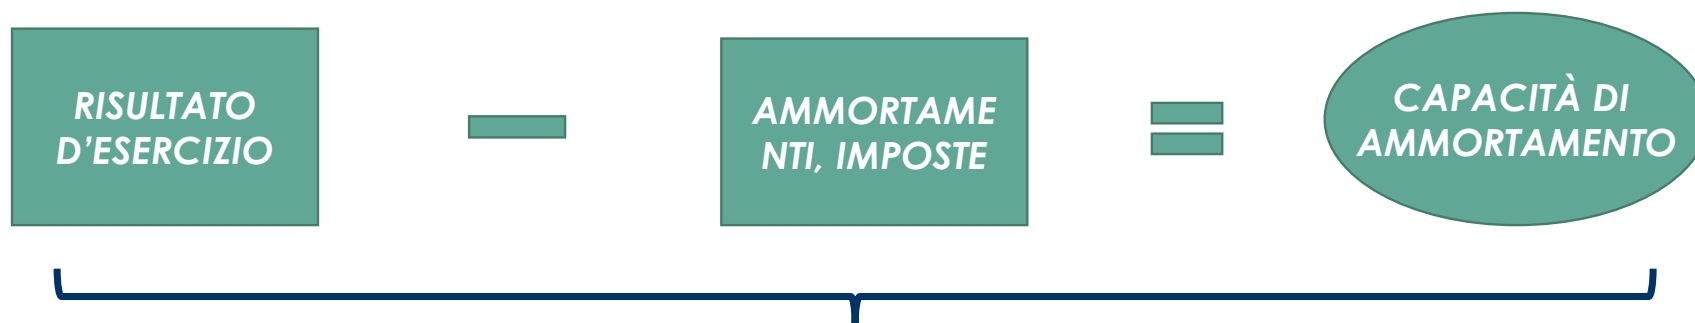 RISULTATO
D’ESERCIZIO
AMMORTAME
NTI, IMPOSTE
CAPACITÀ DI
AMMORTAMENTO